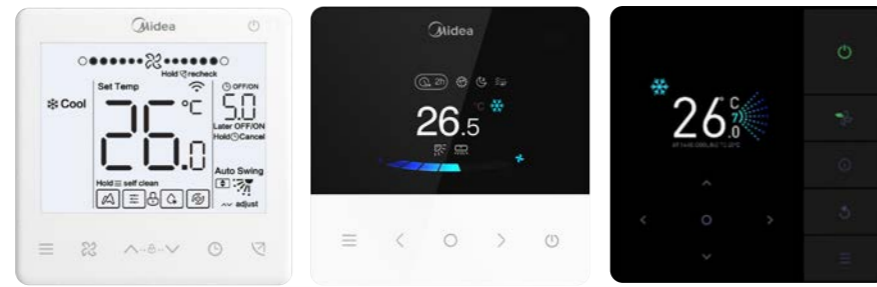 Midea
Hold recheck
Set Temp
OFF/ON
Cool
26.0 °C
5.0
Later OFF/ON
Hold Cancel
Auto Swing
Hold self clean
adjust
Midea
2h
26.5 °C
26.0 °C
7